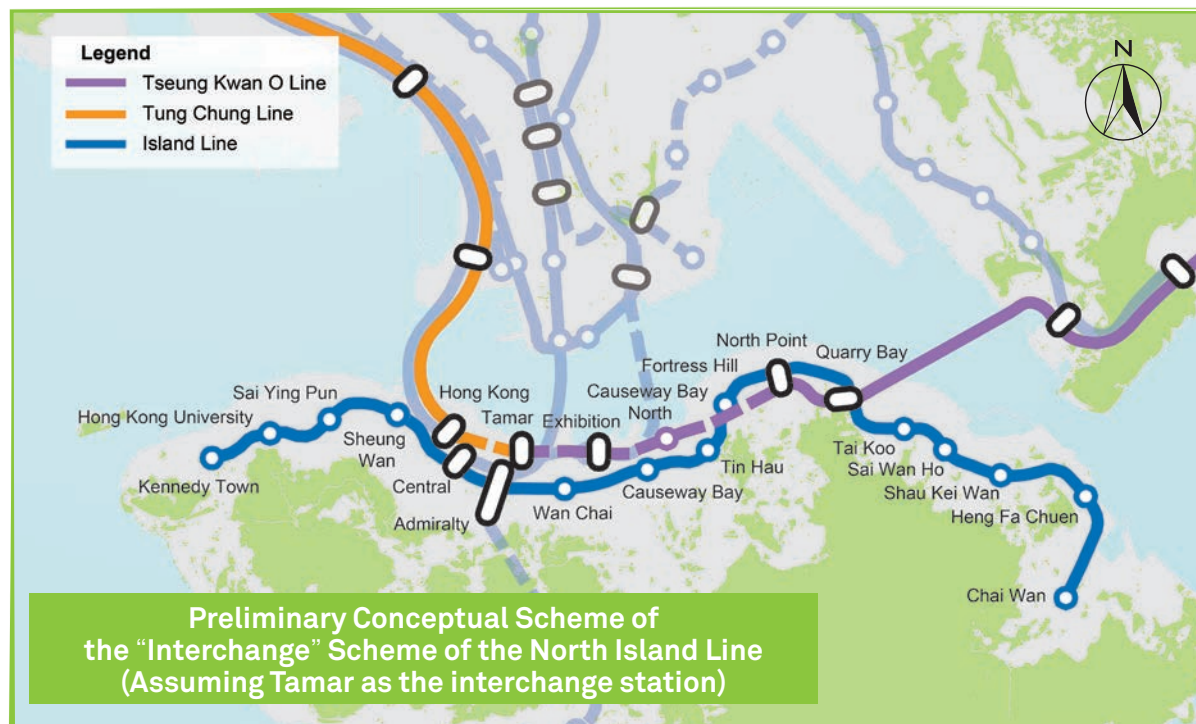 Legend
Tseung Kwan O Line
Tung Chung Line
Island Line
N
North Point
Quarry Bay
Fortress Hill
Sai Ying Pun
Hong Kong
Causeway Bay
North
Hong Kong University
Tamar
Exhibition
Sheung
Wan
Tai Koo
Kennedy Town
Central
Tin Hau
Sai Wan Ho
Causeway Bay
Shau Kei Wan
Wan Chai
Admiralty
Heng Fa Chuen
Chai Wan
Preliminary Conceptual Scheme of
the “Interchange” Scheme of the North Island Line
(Assuming Tamar as the interchange station)